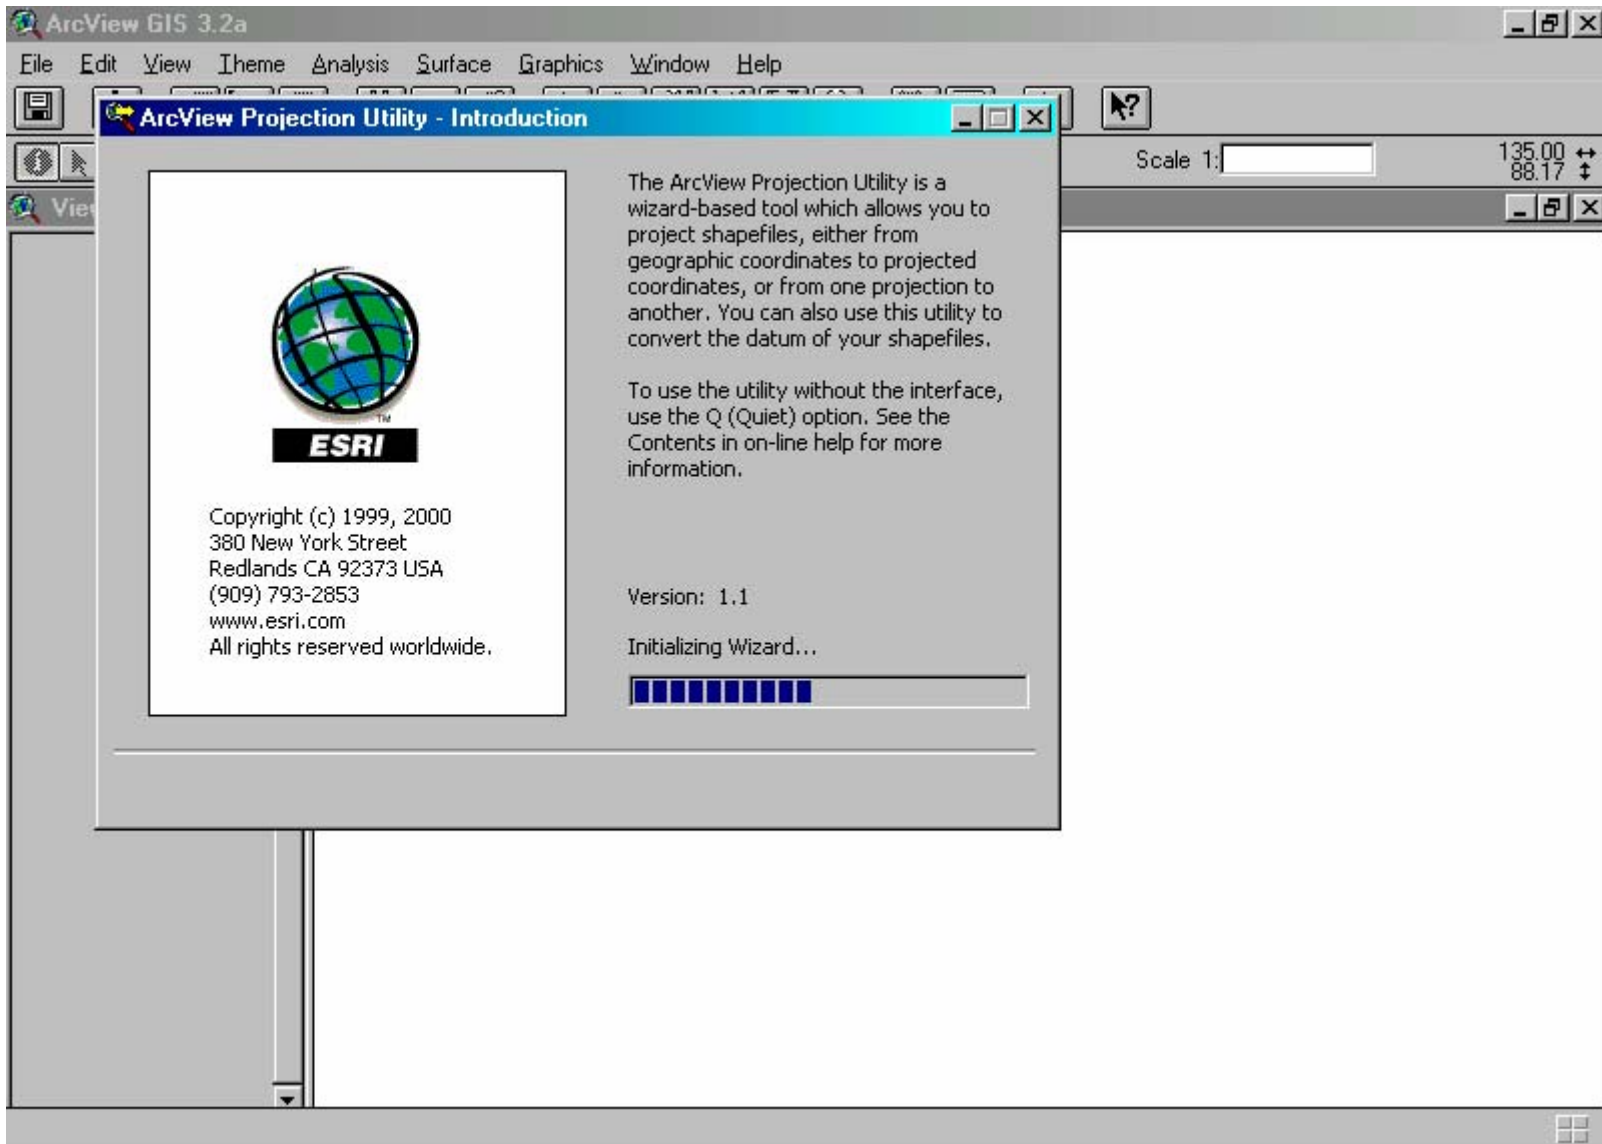 ArcView GIS 3.2a
File Edit View Theme Analysis Surface Graphics Window Help
ArcView Projection Utility - Introduction
Scale 1:
135.00
88.17
The ArcView Projection Utility is a
wizard-based tool which allows you to
project shapefiles, either from
geographic coordinates to projected
coordinates, or from one projection to
another. You can also use this utility to
convert the datum of your shapefiles.
To use the utility without the interface,
use the Q (Quiet) option. See the
Contents in on-line help for more
information.
TM
ESRI
Copyright (c) 1999, 2000
380 New York Street
Redlands CA 92373 USA
(909) 793-2853
www.esri.com
All rights reserved worldwide.
Version: 1.1
Initializing Wizard...